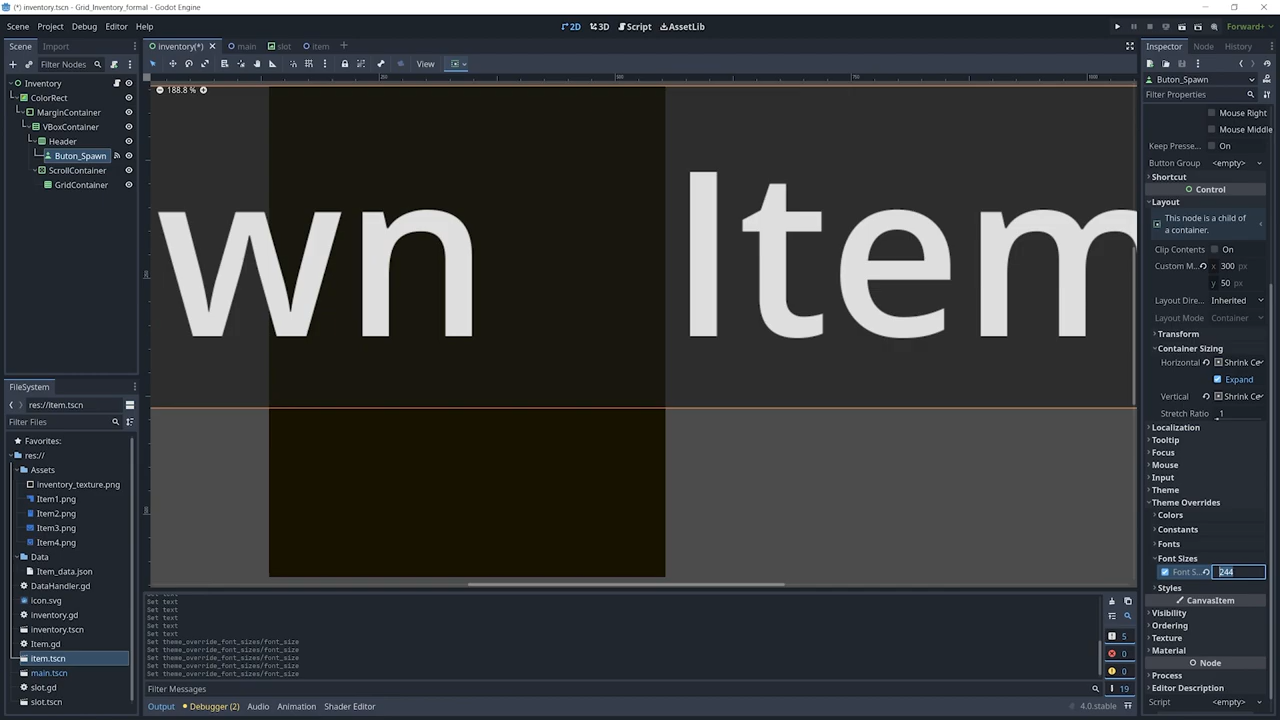 (*) inventory.tscn - Grid_Inventory_formal - Godot Engine
Scene Project Debug Editor Help
2D 3D Script AssetLib
Forward+
Scene Import
inventory(*) main slot item
Inspector Node History
Filter Nodes
View
Inventory
ColorRect
MarginContainer
VBoxContainer
Header
Buton_Spawn
ScrollContainer
GridContainer
188.8 %
wn Item
Button_Spawn
Filter Properties
Mouse Right
Mouse Middle
Keep Presse... On
Button Group <empty>
Shortcut
Control
Layout
This node is a child of
a container.
Clip Contents On
Custom M... x 300 px
y 50 px
Layout Dire... Inherited
Layout Mode Container
Transform
Container Sizing
Horizontal Shrink Ce
Expand
Vertical Shrink Ce
Stretch Ratio 1
Localization
Tooltip
Focus
Mouse
Input
Theme
Theme Overrides
Colors
Constants
Fonts
Font Sizes
Font S... 244
Styles
CanvasItem
Visibility
Ordering
Texture
Material
Node
Process
Editor Description
Script <empty>
FileSystem
res://item.tscn
Filter Files
Favorites:
res://
Assets
inventory_texture.png
Item1.png
Item2.png
Item3.png
Item4.png
Data
Item_data.json
DataHandler.gd
icon.svg
inventory.gd
inventory.tscn
Item.gd
item.tscn
main.tscn
slot.gd
slot.tscn
Set text
Set text
Set text
Set text
Set text
Set theme_override_font_sizes/font_size
Set theme_override_font_sizes/font_size
Set theme_override_font_sizes/font_size
Set theme_override_font_sizes/font_size
Set theme_override_font_sizes/font_size
5
0
0
19
Filter Messages
Output Debugger (2) Audio Animation Shader Editor
4.0.stable